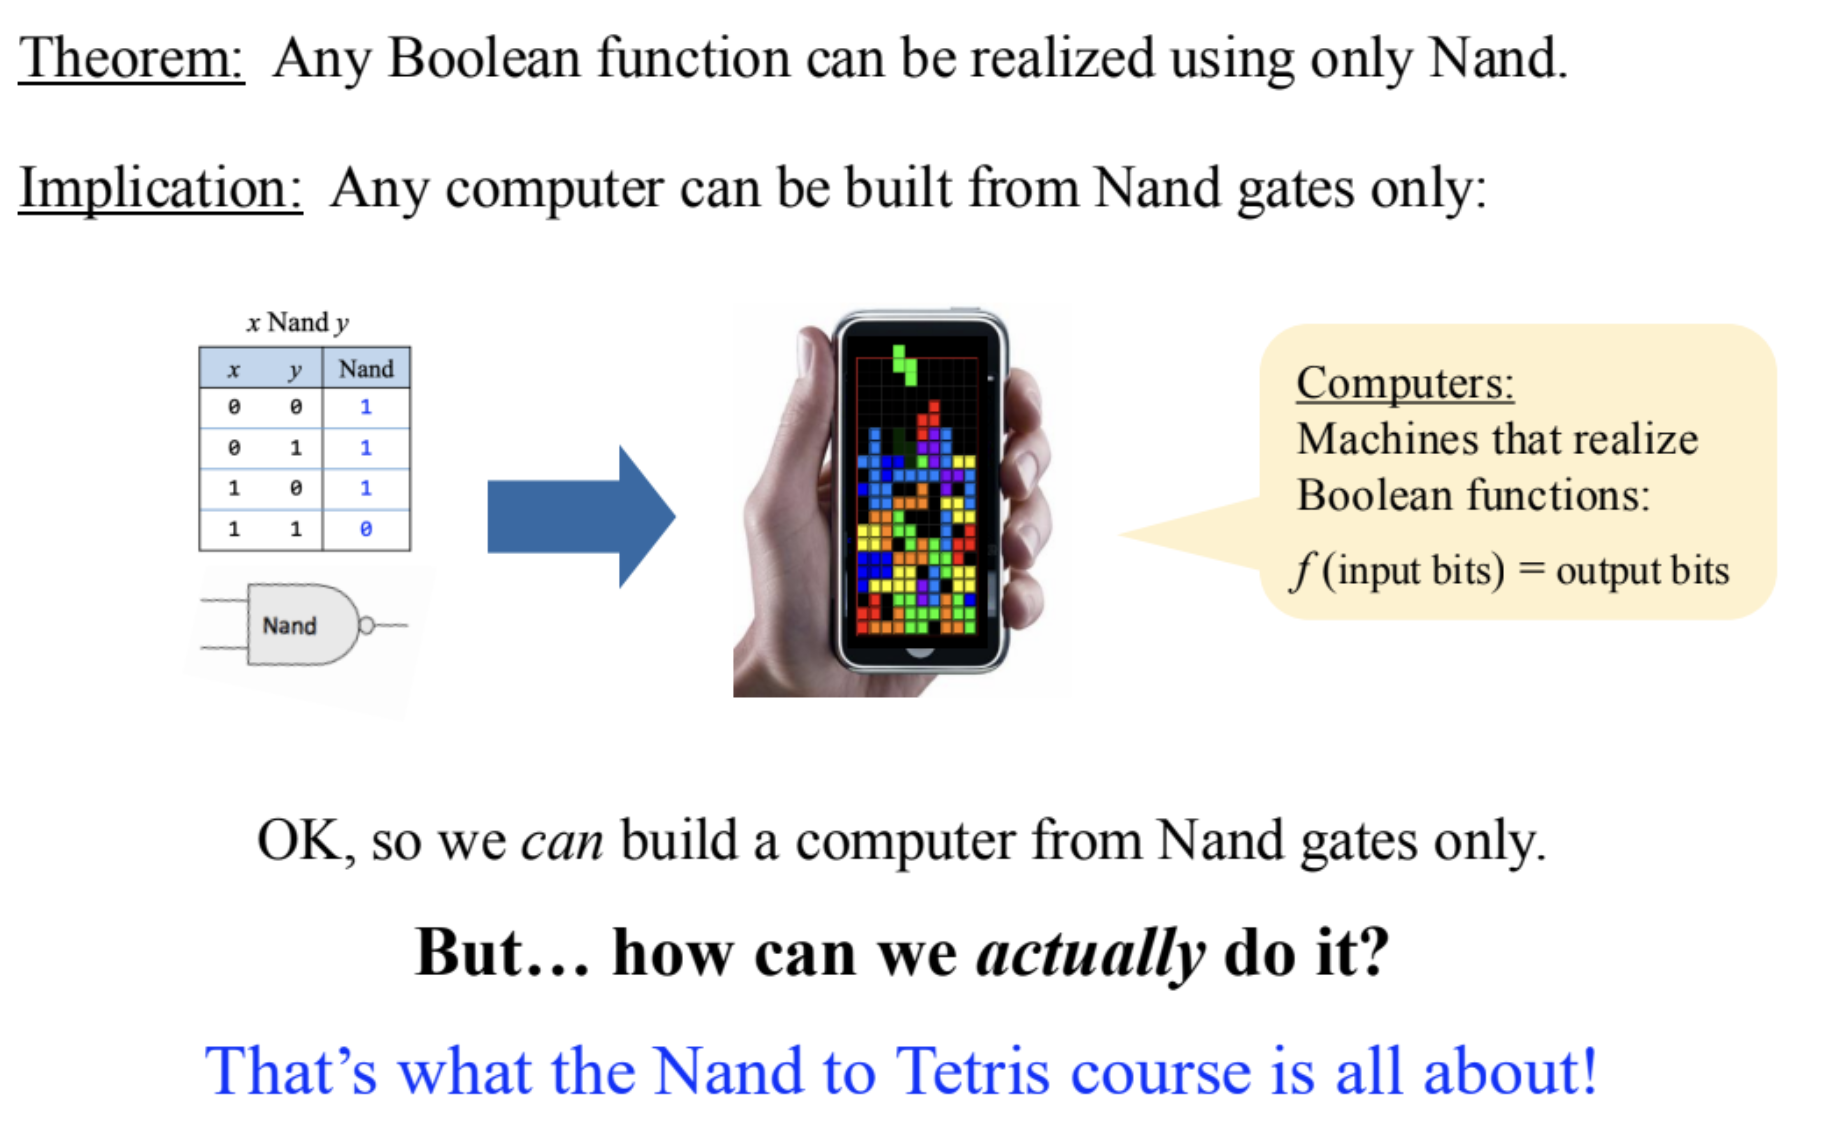 Theorem: Any Boolean function can be realized using only Nand.
Implication: Any computer can be built from Nand gates only:
x Nand y
x y Nand
0 0 1
0 1 1
1 0 1
1 1 0
Nand
Computers:
Machines that realize
Boolean functions:
f (input bits) = output bits
OK, so we can build a computer from Nand gates only.
But… how can we actually do it?
That’s what the Nand to Tetris course is all about!